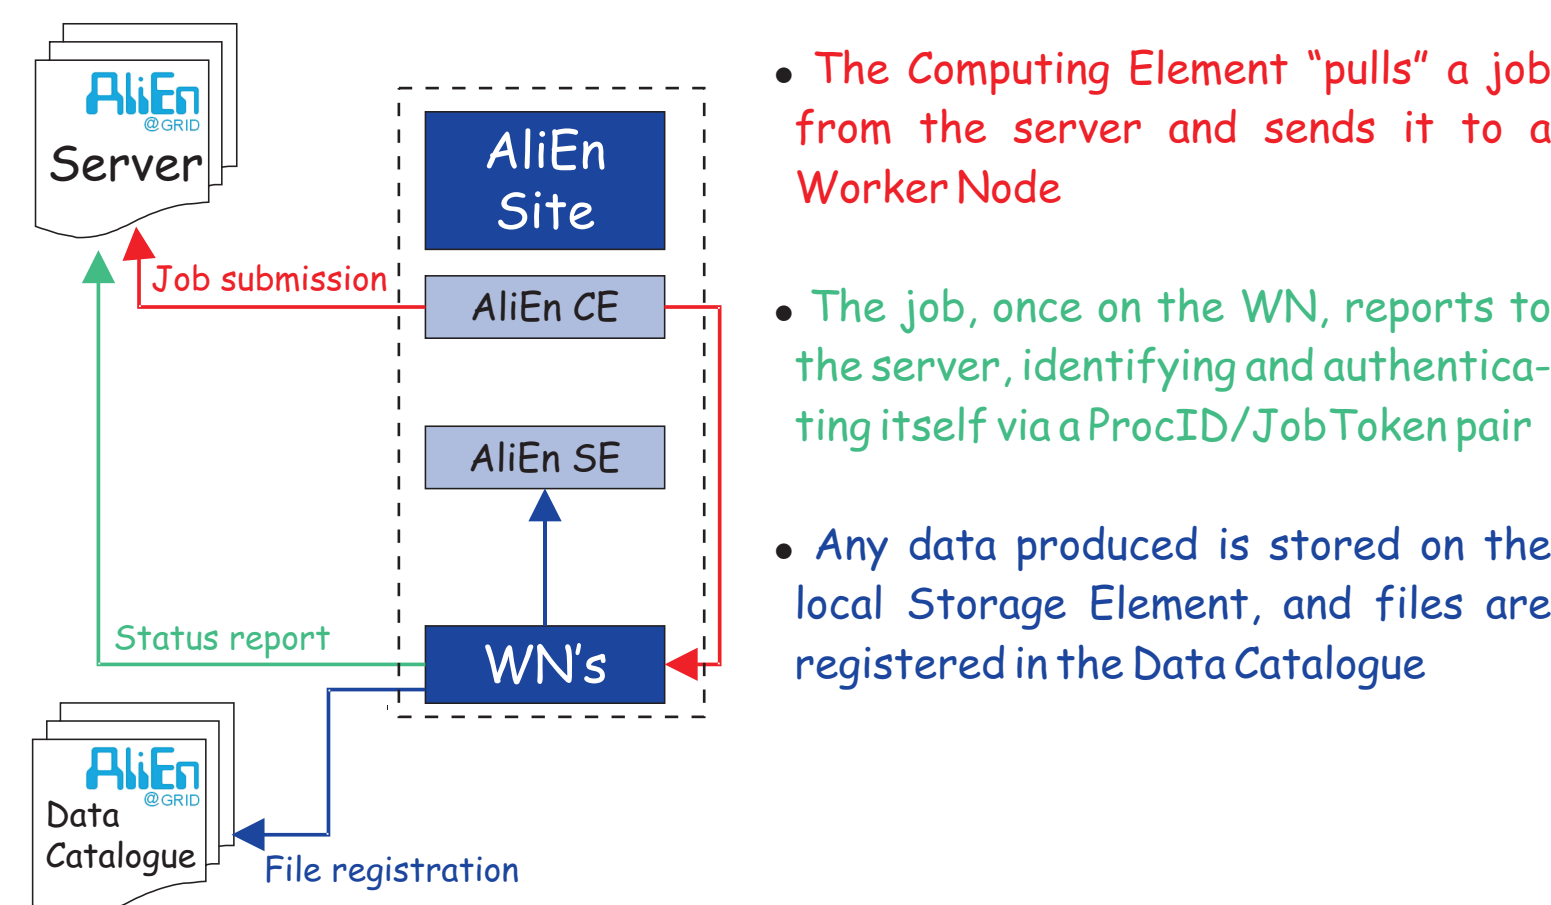 AliEn
@GRID
Server
AliEn
Site
Job submission
AliEn CE
AliEn SE
Status report
WN's
AliEn
@GRID
Data
Catalogue
File registration
• The Computing Element “pulls” a job
from the server and sends it to a
Worker Node
• The job, once on the WN, reports to
the server, identifying and authentica-
ting itself via a ProcID/JobToken pair
• Any data produced is stored on the
local Storage Element, and files are
registered in the Data Catalogue